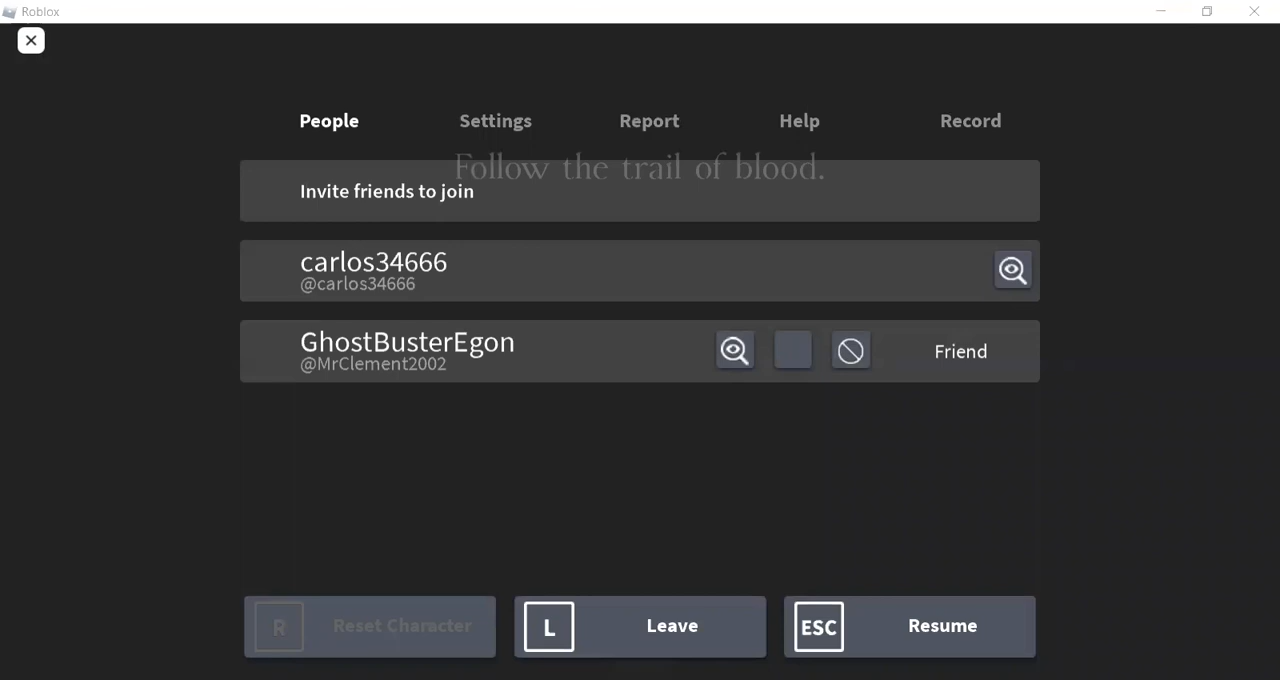 Roblox
People Settings Report Help Record
Follow the trail of blood.
Invite friends to join
carlos34666
@carlos34666
GhostBusterEgon
@MrClement2002
Friend
R Reset Character L Leave ESC Resume